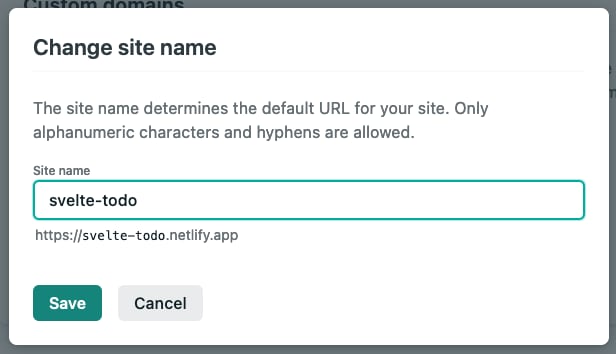 Custom domains
Change site name
The site name determines the default URL for your site. Only
alphanumeric characters and hyphens are allowed.
Site name
svelte-todo
https://svelte-todo.netlify.app
Save
Cancel